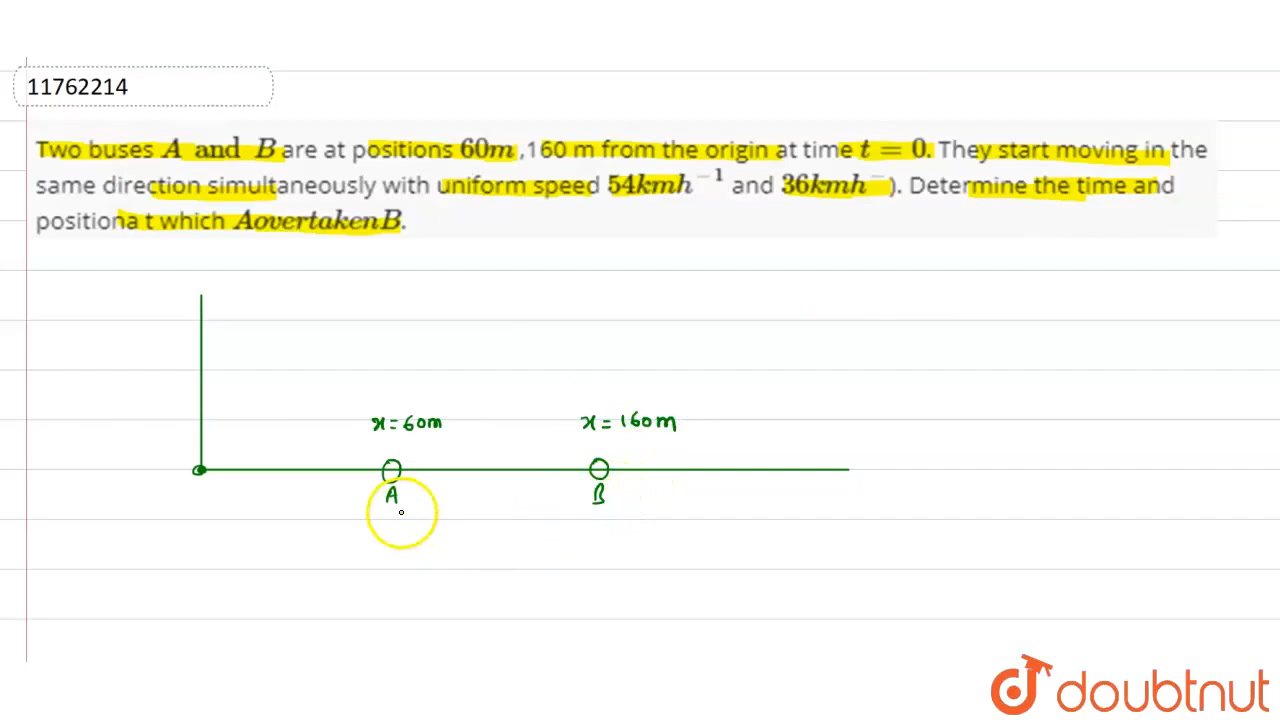 11762214
Two buses A and B are at positions 60m ,160 m from the origin at time t = 0. They start moving in the
same direction simultaneously with uniform speed 54kmh⁻¹ and 36kmh⁻ ). Determine the time and
positiona t which AovertakenB.
x=60m x=160m
A B
doubtnut